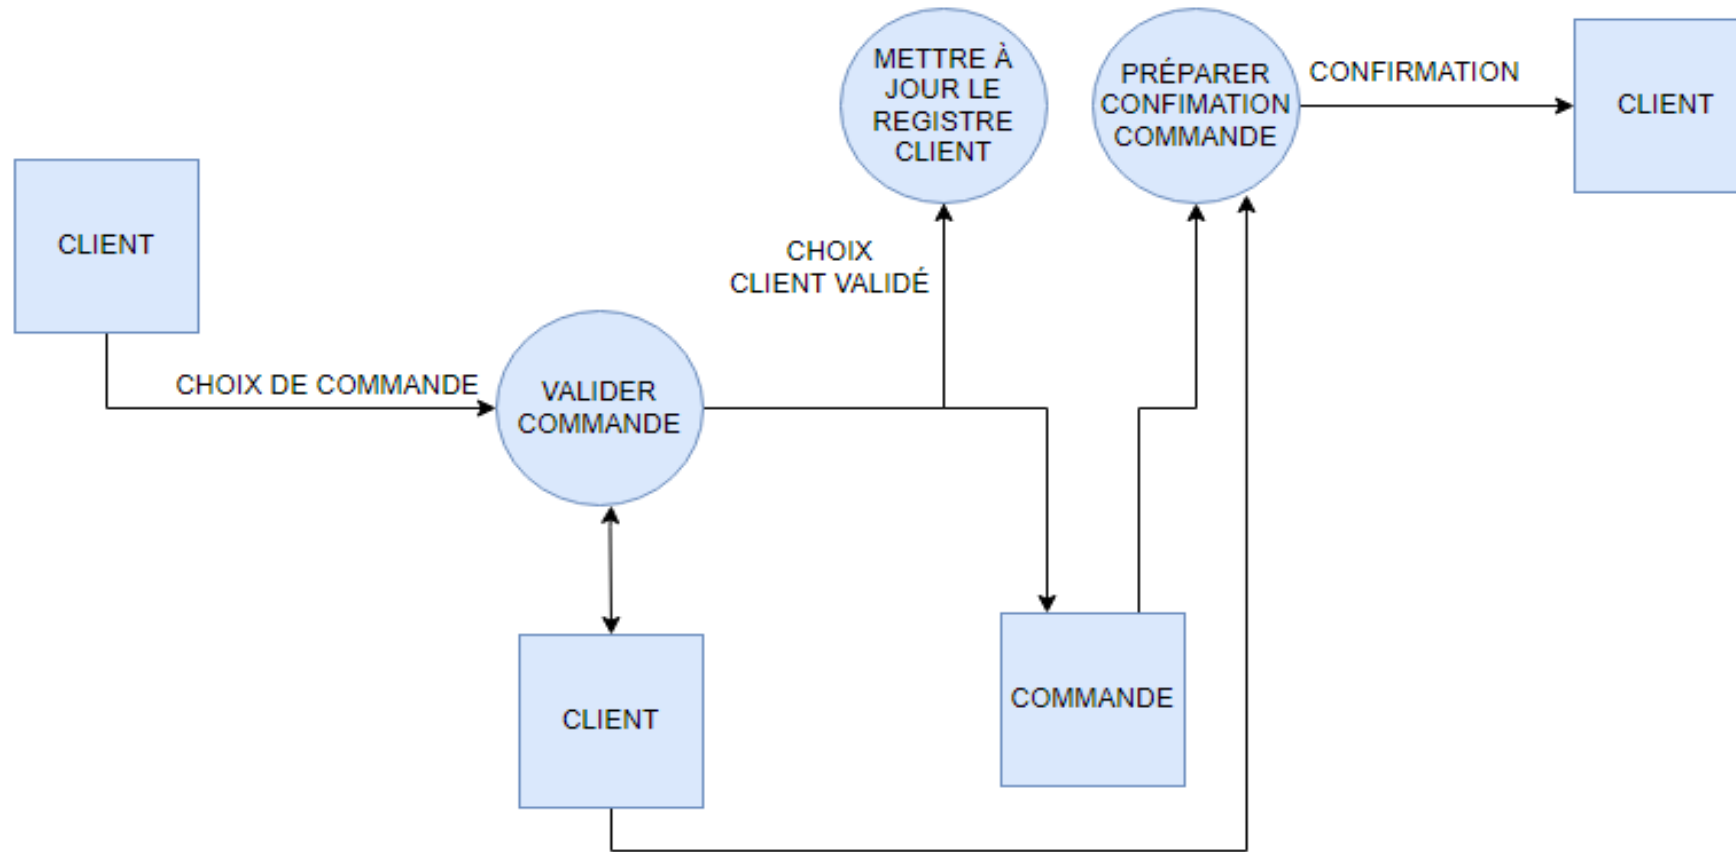 METTRE À
JOUR LE
REGISTRE
CLIENT
PRÉPARER
CONFIMATION
COMMANDE
CONFIRMATION
CLIENT
CLIENT
CHOIX
CLIENT VALIDÉ
CHOIX DE COMMANDE
VALIDER
COMMANDE
CLIENT
COMMANDE